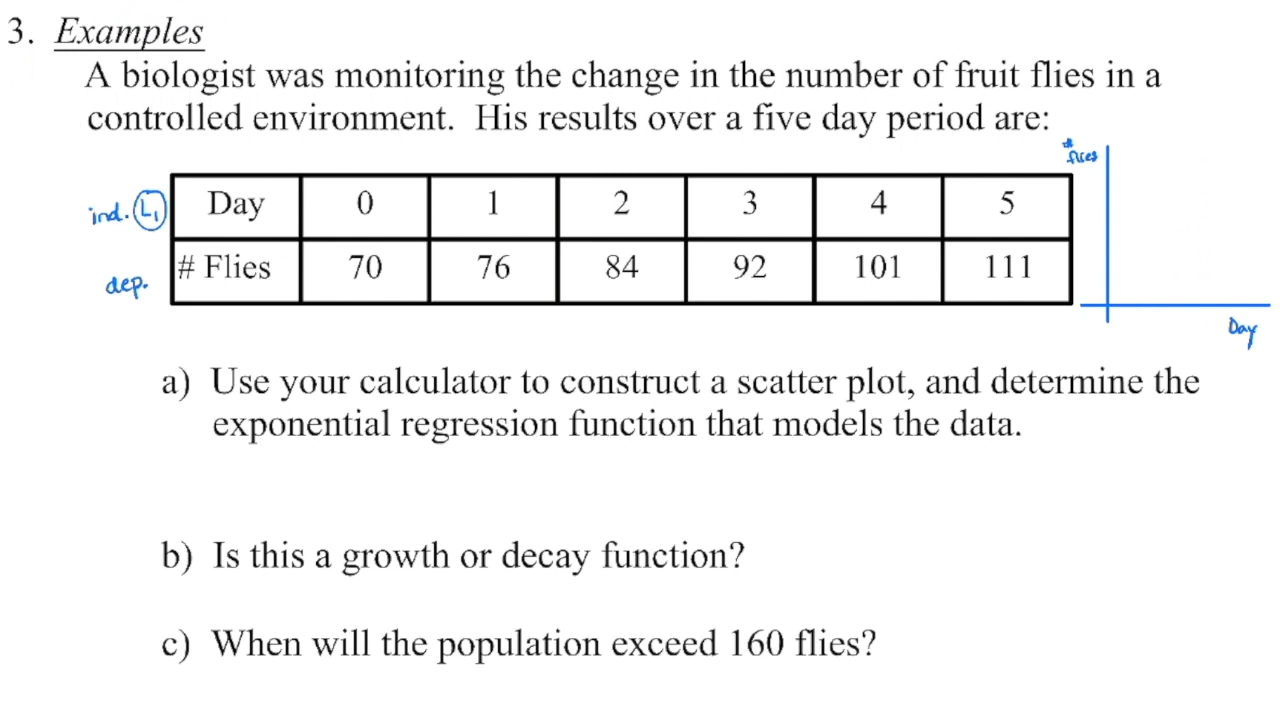 3. Examples
A biologist was monitoring the change in the number of fruit flies in a
controlled environment. His results over a five day period are:
# flies
ind. L1 Day 0 1 2 3 4 5
dep. # Flies 70 76 84 92 101 111
Day
a) Use your calculator to construct a scatter plot, and determine the
exponential regression function that models the data.
b) Is this a growth or decay function?
c) When will the population exceed 160 flies?